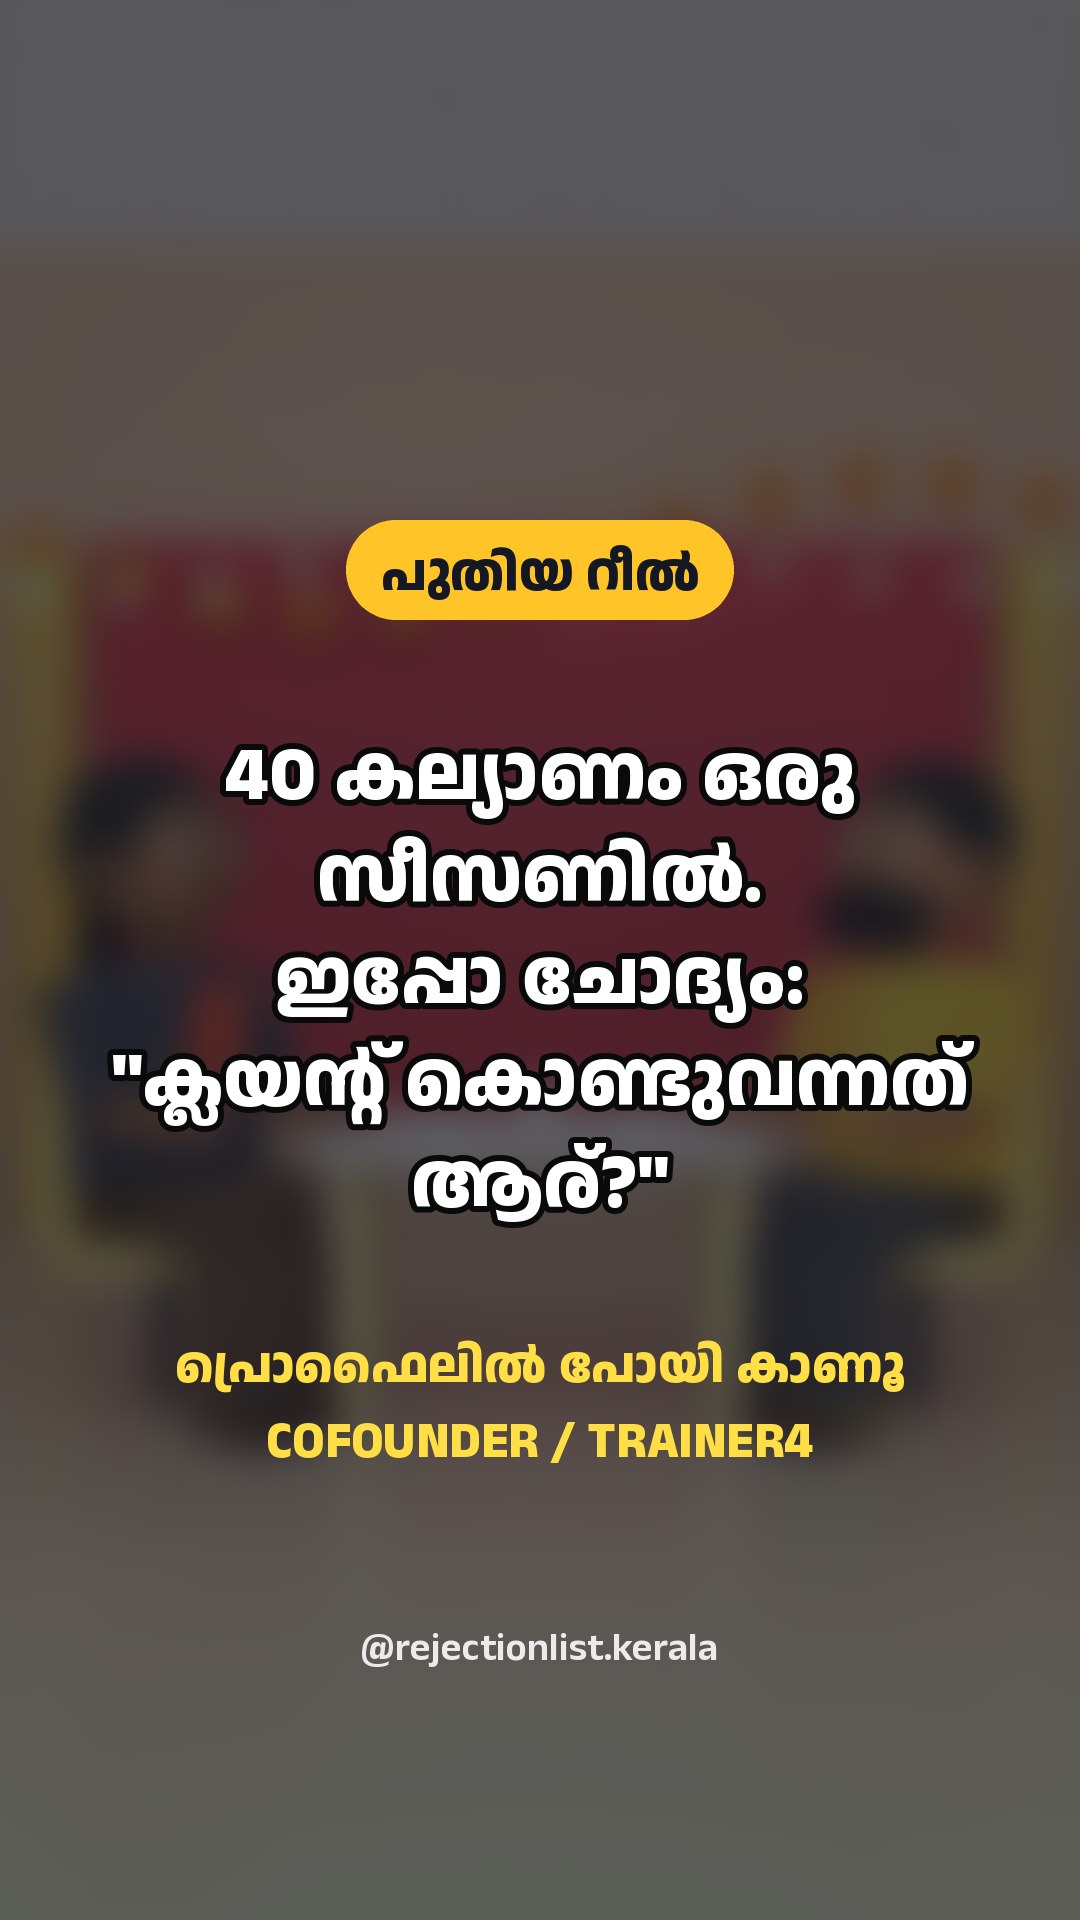 പുതിയ റീൽ
40 കല്യാണം ഒരു
സീസണിൽ.
ഇപ്പോ ചോദ്യം:
"ക്ലയന്റ് കൊണ്ടുവന്നത്
ആര്?"
പ്രൊഫൈലിൽ പോയി കാണൂ
COFOUNDER / TRAINER4
@rejectionlist.kerala